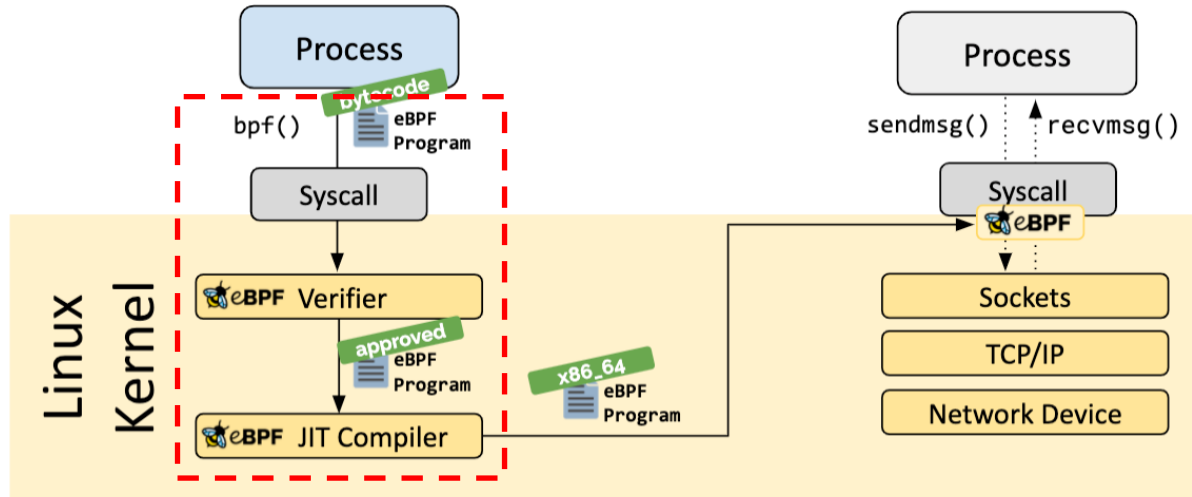 Process
bytecode
bpf()
eBPF
Program
Syscall
eBPF Verifier
approved
eBPF
Program
eBPF JIT Compiler
Linux
Kernel
x86_64
eBPF
Program
Process
sendmsg()
recvmsg()
Syscall
eBPF
Sockets
TCP/IP
Network Device